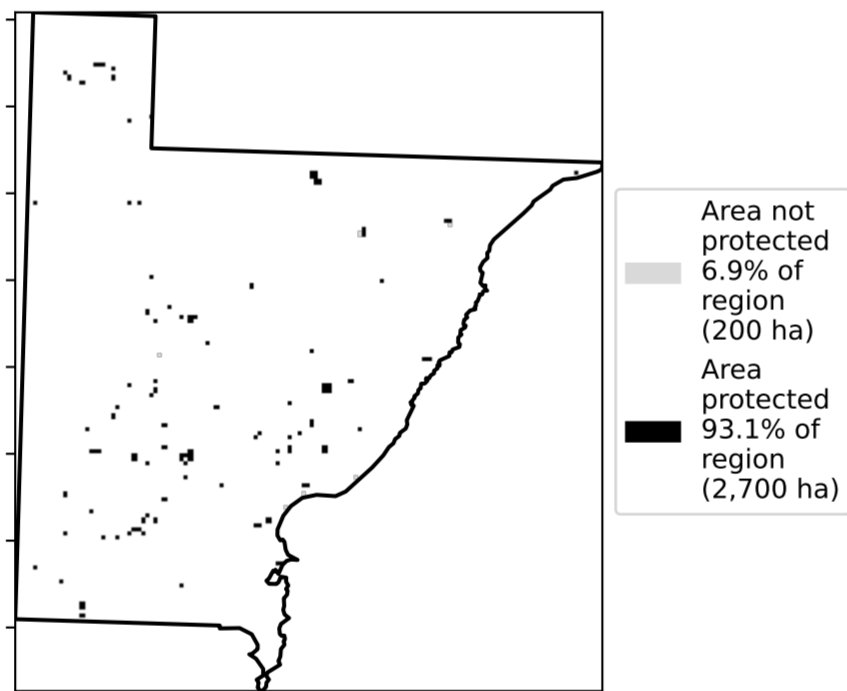 Area not
protected
6.9% of
region
(200 ha)
Area
protected
93.1% of
region
(2,700 ha)